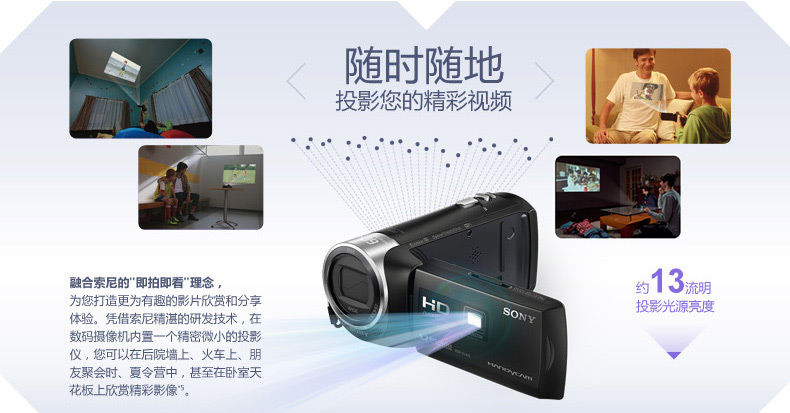 随时随地
投影您的精彩视频
融合索尼的"即拍即看"理念，
为您打造更为有趣的影片欣赏和分享
体验。凭借索尼精湛的研发技术，在
数码摄像机内置一个精密微小的投影
仪，您可以在后院墙上、火车上、朋
友聚会时、夏令营中，甚至在卧室天
花板上欣赏精彩影像*5。
HD
SONY
HANDYCAM
约13流明
投影光源亮度